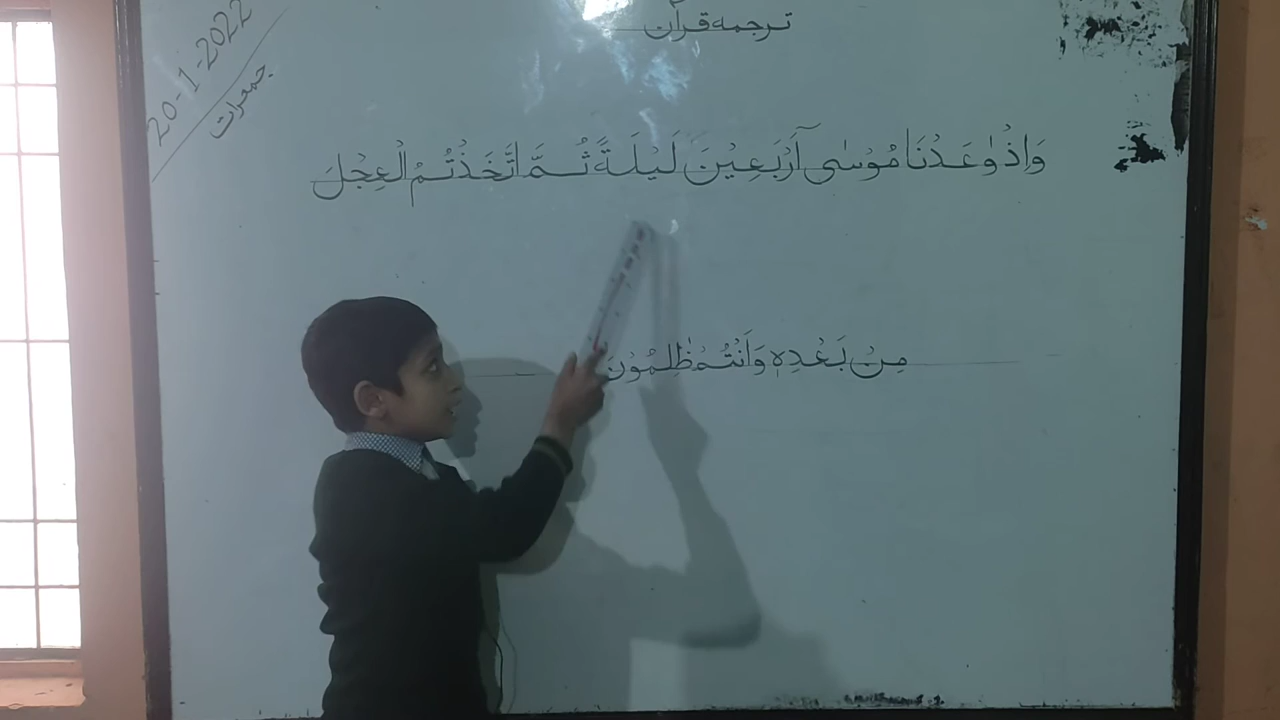 ترجمہ قرآن
20-1-2022
جمعرات
وَاِذْ وٰعَدْنَا مُوْسٰٓى اَرْبَعِيْنَ لَيْلَةً ثُمَّ اتَّخَذْتُمُ الْعِجْلَ
مِنْۢ بَعْدِهٖ وَاَنْتُمْ ظٰلِمُوْنَ